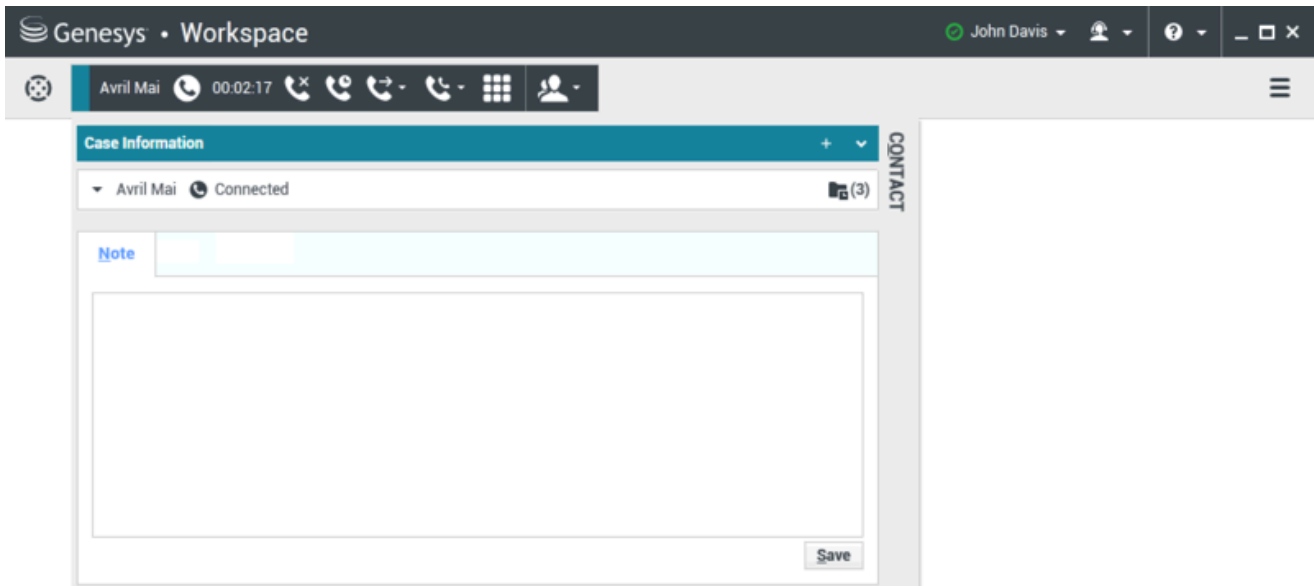 Genesys • Workspace
John Davis
?
Avril Mai 00:02:17
Case Information +
CONTACT
Avril Mai Connected (3)
Note
Save